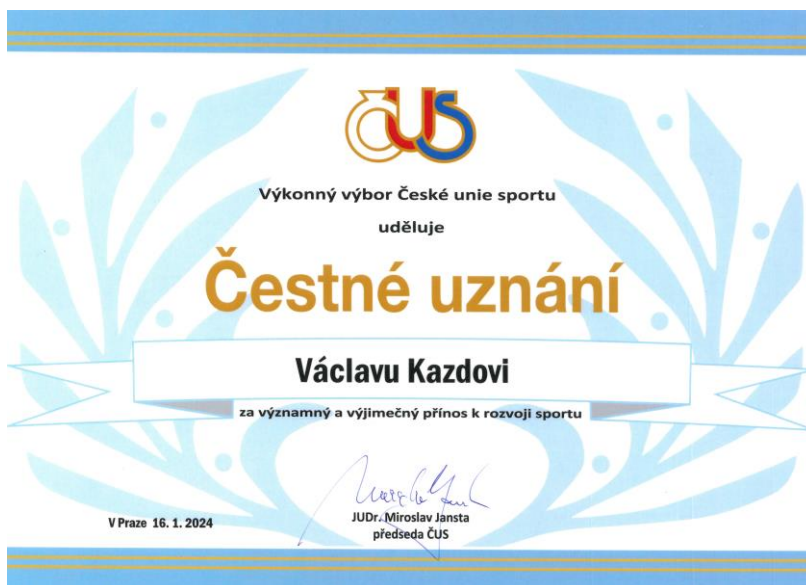 ČUS
Výkonný výbor České unie sportu
uděluje
Čestné uznání
Václavu Kazdovi
za významný a výjimečný přínos k rozvoji sportu
V Praze 16. 1. 2024
JUDr. Miroslav Jansta
předseda ČUS